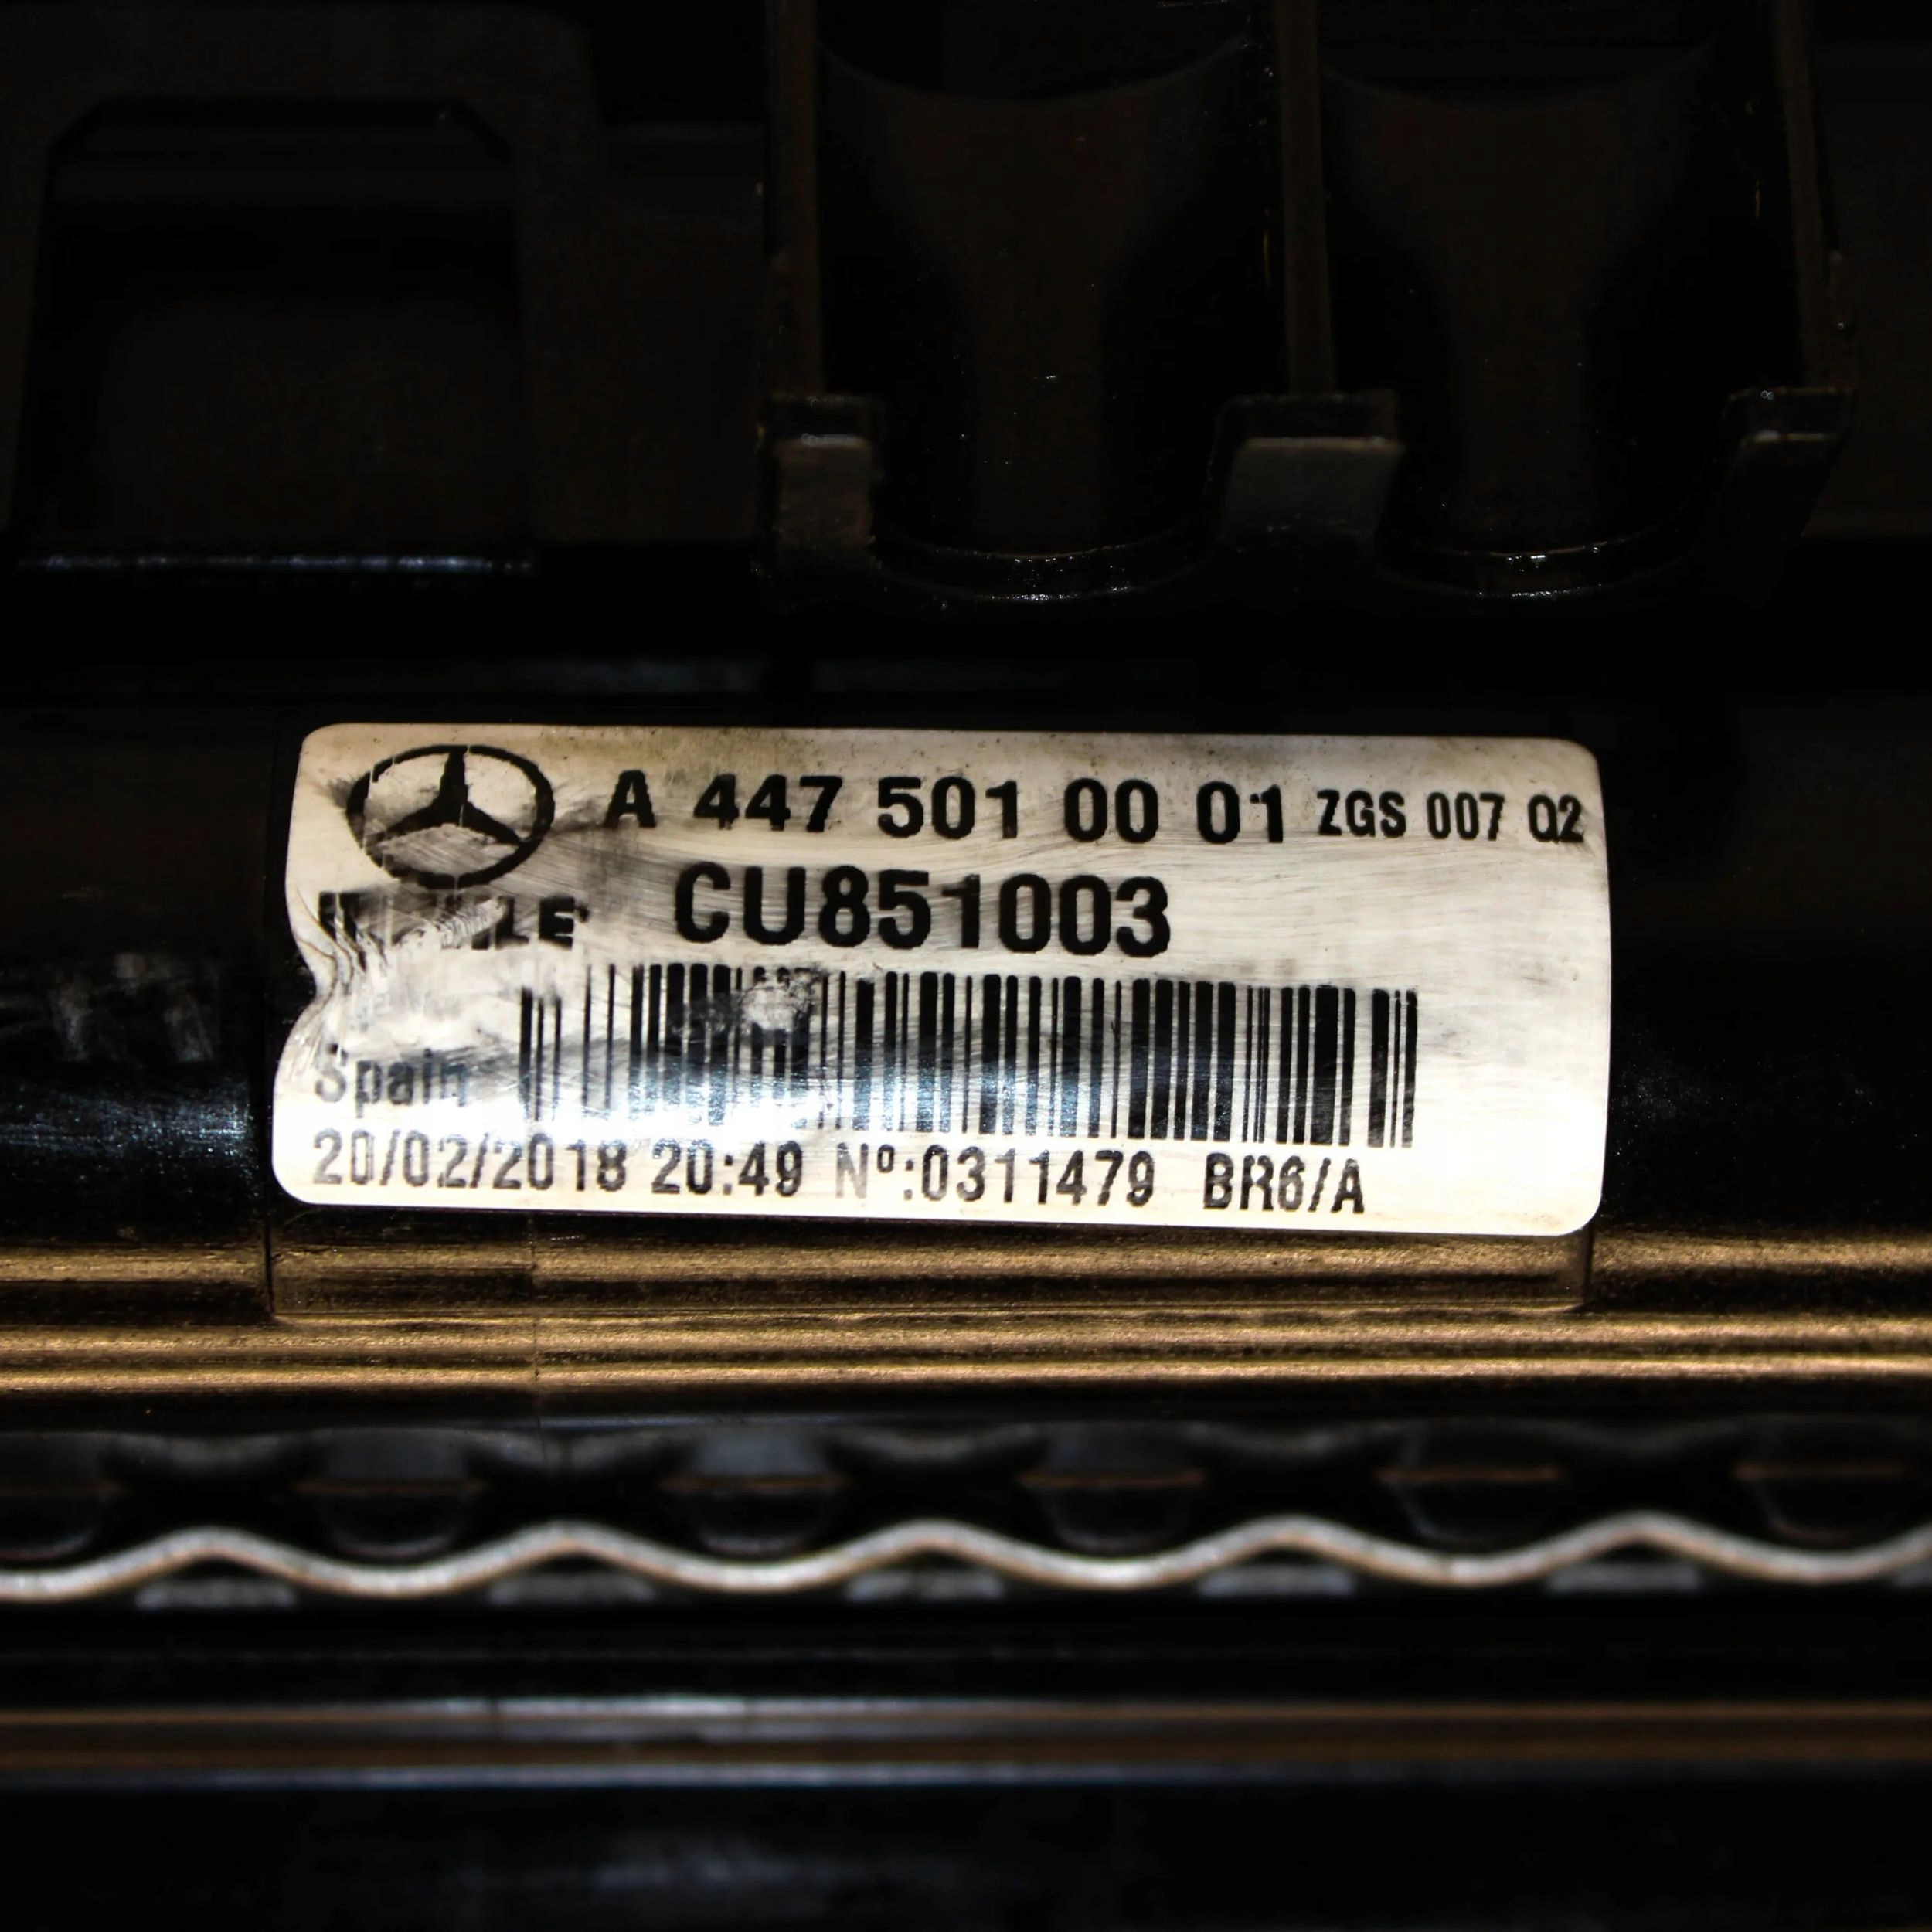 A 447 501 00 01 ZGS 007 Q2
CU851003
Spain
20/02/2018 20:49 Nº:0311479 BR6/A